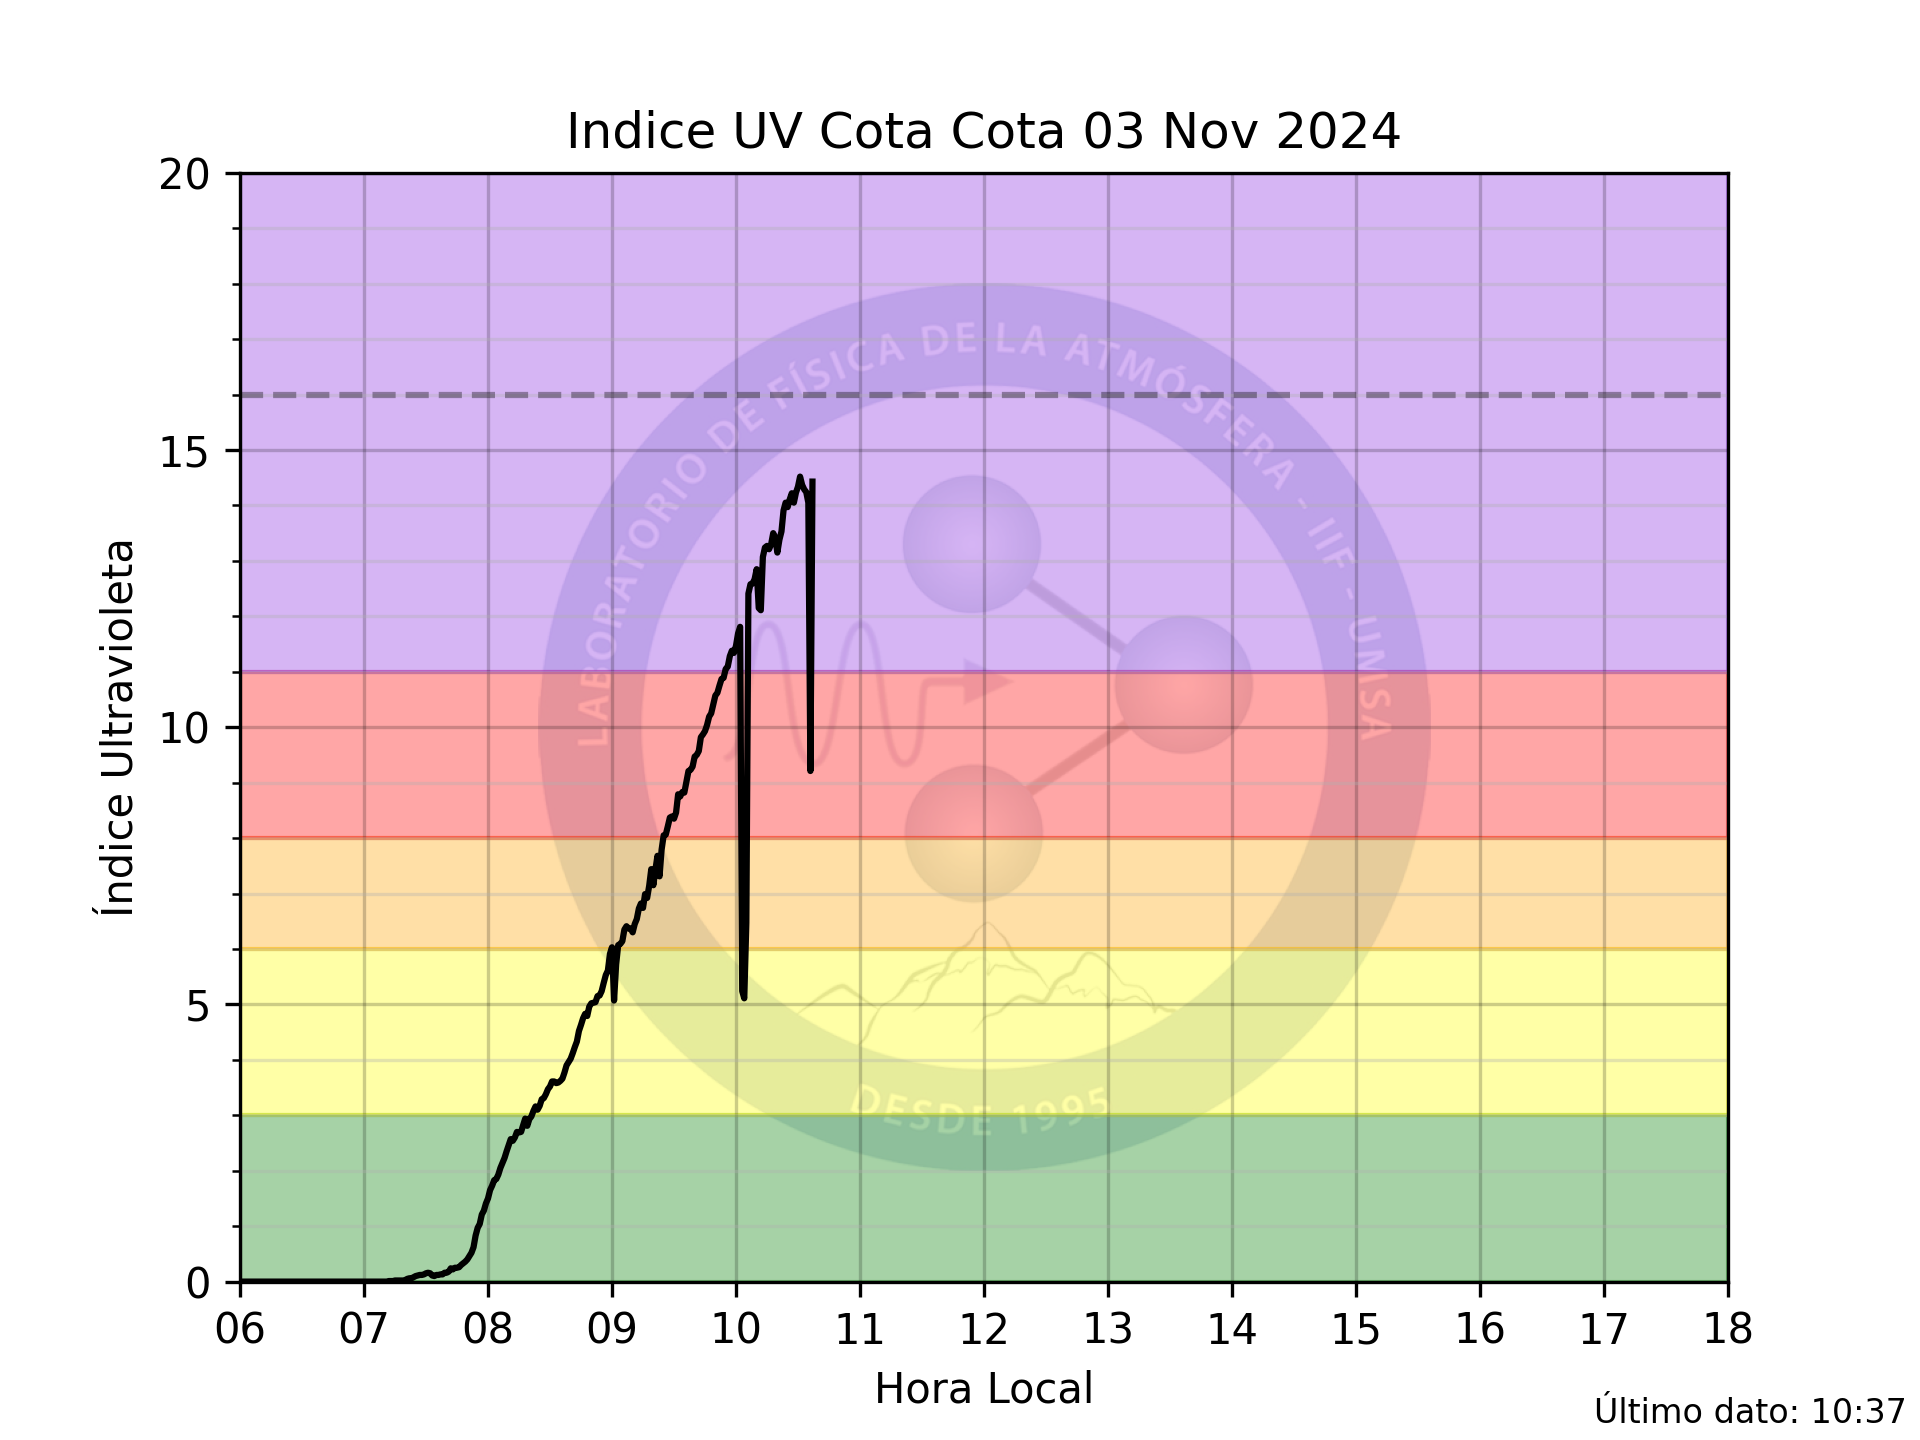 Indice UV Cota Cota 03 Nov 2024
20
15
10
5
0
Índice Ultravioleta
LABORATORIO DE FÍSICA DE LA ATMÓSFERA - IIF - UMSA
DESDE 1995
06 07 08 09 10 11 12 13 14 15 16 17 18
Hora Local
Último dato: 10:37